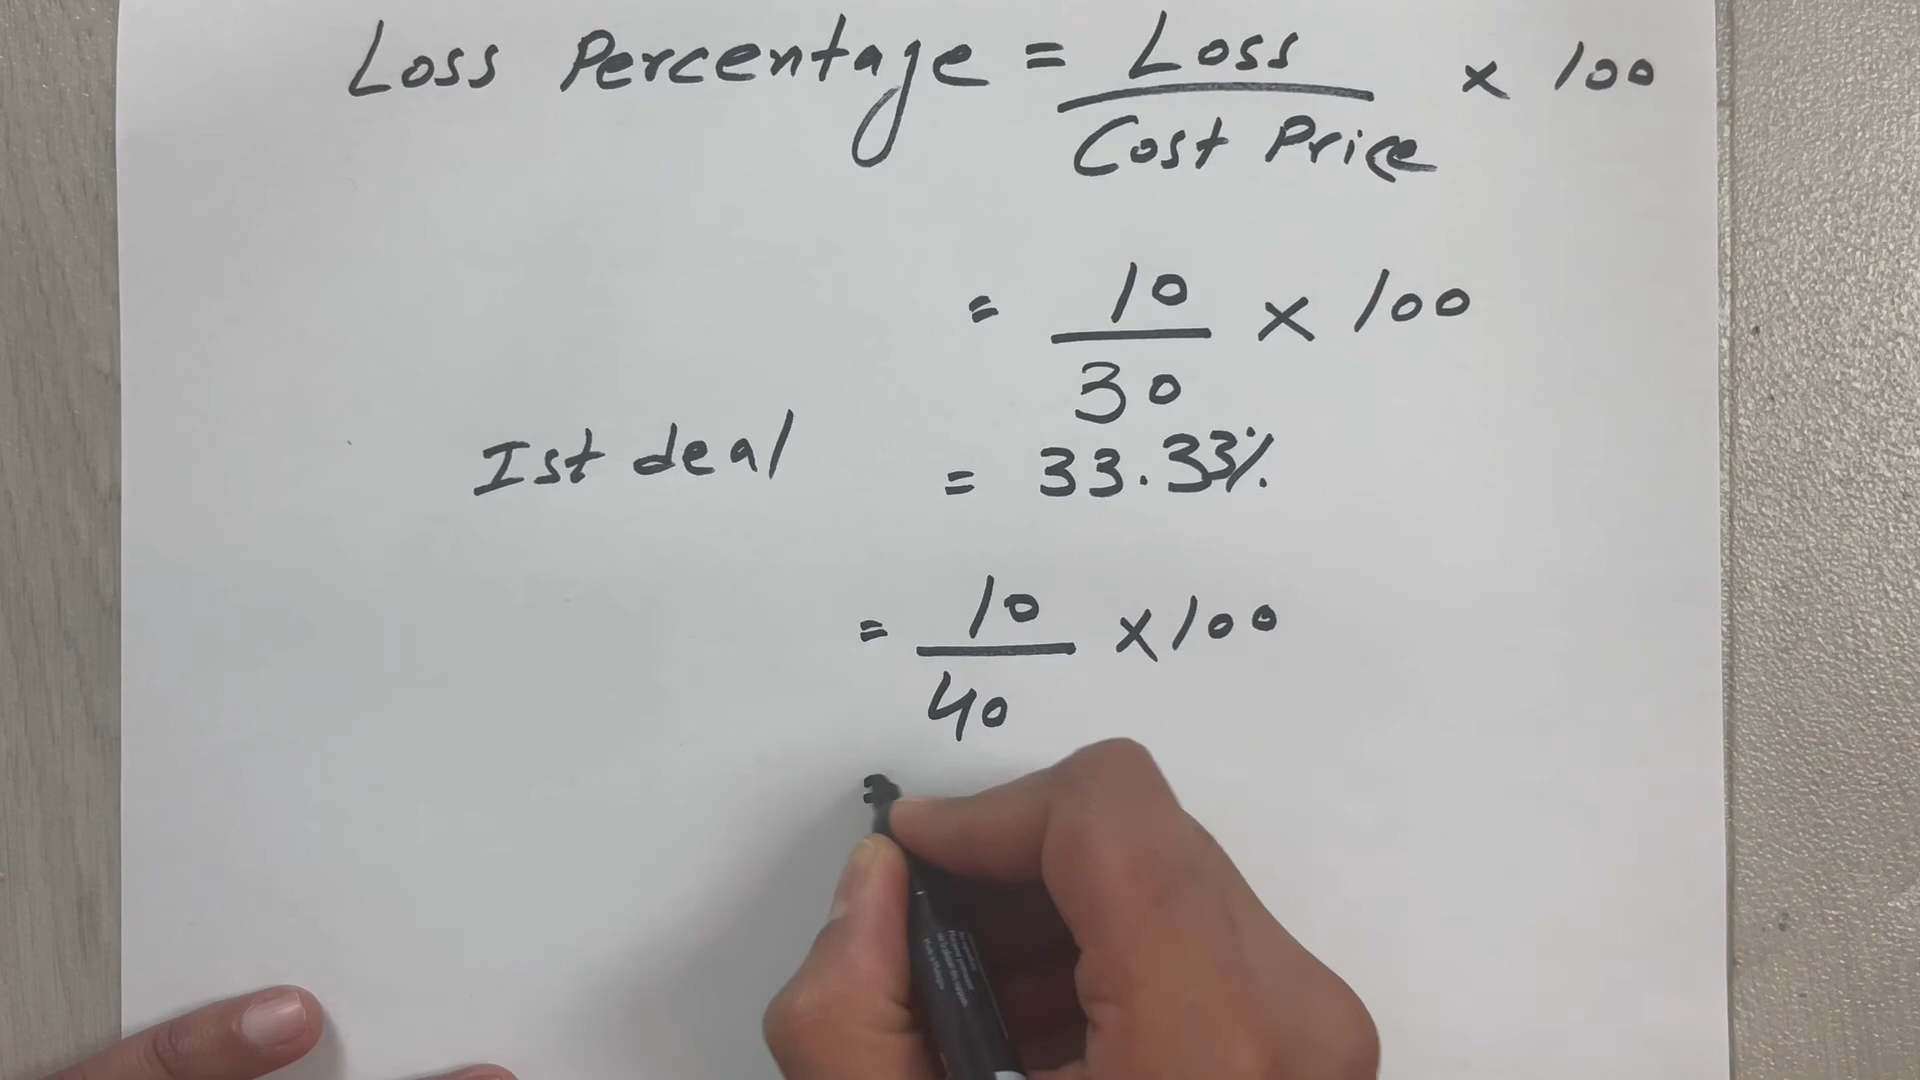 Loss Percentage = Loss / Cost Price × 100
= 10 / 30 × 100
Ist deal = 33.33%
= 10 / 40 × 100
=